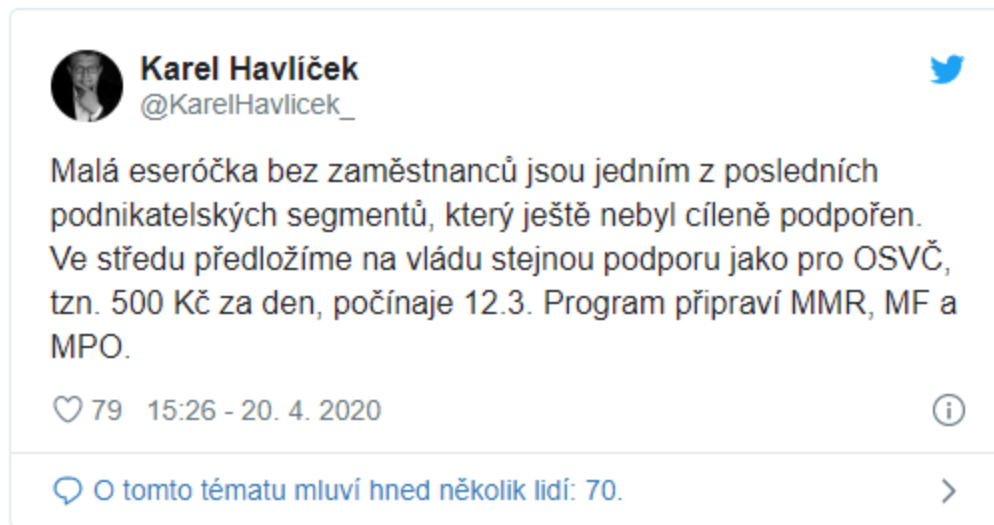 Karel Havlíček
@KarelHavlicek_
Malá eseróčka bez zaměstnanců jsou jedním z posledních
podnikatelských segmentů, který ještě nebyl cíleně podpořen.
Ve středu předložíme na vládu stejnou podporu jako pro OSVČ,
tzn. 500 Kč za den, počínaje 12.3. Program připraví MMR, MF a
MPO.
79 15:26 - 20. 4. 2020
O tomto tématu mluví hned několik lidí: 70.